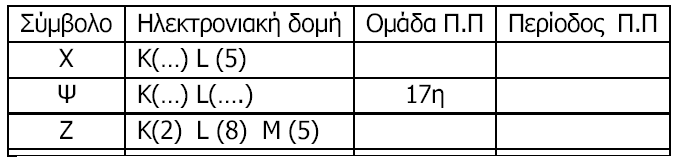 Σύμβολο Ηλεκτρονιακή δομή Ομάδα Π.Π Περίοδος Π.Π
Χ K(...) L (5)
Ψ K(...) L(....) 17η
Ζ K(2) L (8) M (5)